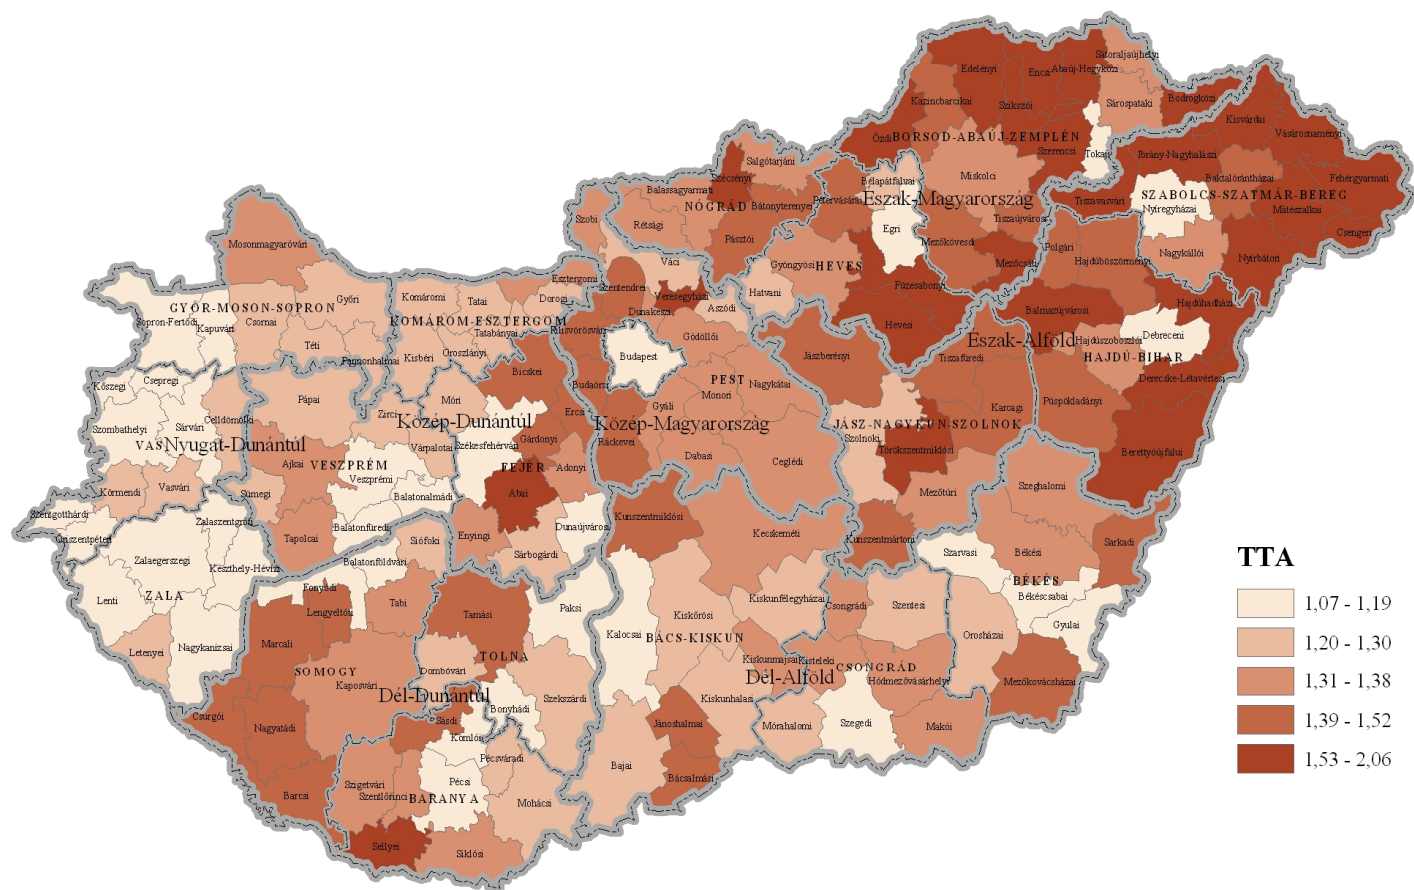 Sátoraljaújhelyi
Edelényi
Encsi
Abaúj-Hegyközi
Kazincbarcikai
Szikszói
Sárospataki
Bodrogközi
Kisvárdai
Vásárosnaményi
Ózdi
BORSOD-ABAÚJ-ZEMPLÉN
Szerencsi
Tokaji
Ibrány-Nagyhalászi
Salgótarjáni
Szécsényi
Balassagyarmati
Bélapátfalvai
Miskolci
Baktalórántházai
Fehérgyarmati
SZABOLCS-SZATMÁR-BEREG
Észak-Magyarország
Pétervásárai
Bátonyterenyei
NÓGRÁD
Tiszavasvári
Nyíregyházai
Mátészalkai
Szobi
Rétsági
Tiszaújvárosi
Egri
Csengeri
Pásztói
Mezőkövesdi
Polgári
Nagykállói
Hajdúböszörményi
Nyírbátori
Mosonmagyaróvári
Váci
Gyöngyösi
HEVES
Mezőcsáti
Esztergomi
Szentendrei
Füzesabonyi
Hatvani
Veresegyházi
Győri
Komáromi
Tatai
Dorogi
Aszódi
Hajdúhadházi
GYŐR-MOSON-SOPRON
Dunakeszi
Balmazújvárosi
Sopron-Fertődi
Csornai
KOMÁROM-ESZTERGOM
Hevesi
Kapuvári
Pilisvörösvári
Tatabányai
Gödöllői
Debreceni
Észak-Alföld
Hajdúszoboszlói
Téti
Oroszlányi
Budapest
Jászberényi
Tiszafüredi
HAJDÚ-BIHAR
Pannonhalmai
Kisbéri
Bicskei
Derecske-Létavértesi
Kőszegi
Csepregi
Budaörsi
PEST
Nagykátai
Monori
Pápai
Móri
Gyáli
Püspökladányi
Karcagi
Ercsi
Zirci
Celldömölki
Közép-Dunántúl
Közép-Magyarország
JÁSZ-NAGYKUN-SZOLNOK
Szombathelyi
Sárvári
VAS
Nyugat-Dunántúl
Székesfehérvári
Gárdonyi
Ráckevei
Szolnoki
Várpalotai
Törökszentmiklósi
Berettyóújfalui
Ajkai
VESZPRÉM
FEJÉR
Adonyi
Dabasi
Ceglédi
Veszprémi
Körmendi
Vasvári
Sümegi
Abai
Mezőtúri
Szeghalomi
Balatonalmádi
Szentgotthárdi
Zalaszentgróti
Balatonfüredi
Kunszentmiklósi
Dunaújvárosi
Őriszentpéteri
Tapolcai
Siófoki
Enyingi
Kecskeméti
Kunszentmártoni
Sarkadi
Sárbogárdi
Szarvasi
Békési
Zalaegerszegi
Balatonföldvári
Keszthely-Hévízi
BÉKÉS
Fonyódi
Lenti
ZALA
Tabi
Paksi
Kiskunfélegyházai
Csongrádi
Szentesi
Békéscsabai
Lengyeltóti
Tamási
Kiskőrösi
Gyulai
Marcali
Kalocsai
BÁCS-KISKUN
Orosházai
Nagykanizsai
Letenyei
TOLNA
Kiskunmajsai
Kisteleki
CSONGRÁD
SOMOGY
Dombóvári
Dél-Alföld
Hódmezővásárhelyi
Mezőkovácsházai
Kaposvári
Dél-Dunántúl
Szekszárdi
Kiskunhalasi
Bonyhádi
Csurgói
Sásdi
Jánoshalmai
Mórahalomi
Szegedi
Makói
Nagyatádi
Komlói
Pécsváradi
Bajai
Bácsalmási
Szigetvári
Pécsi
Barcsi
Szentlőrinci
BARANYA
Mohácsi
Sellyei
Siklósi
TTA
1,07 - 1,19
1,20 - 1,30
1,31 - 1,38
1,39 - 1,52
1,53 - 2,06